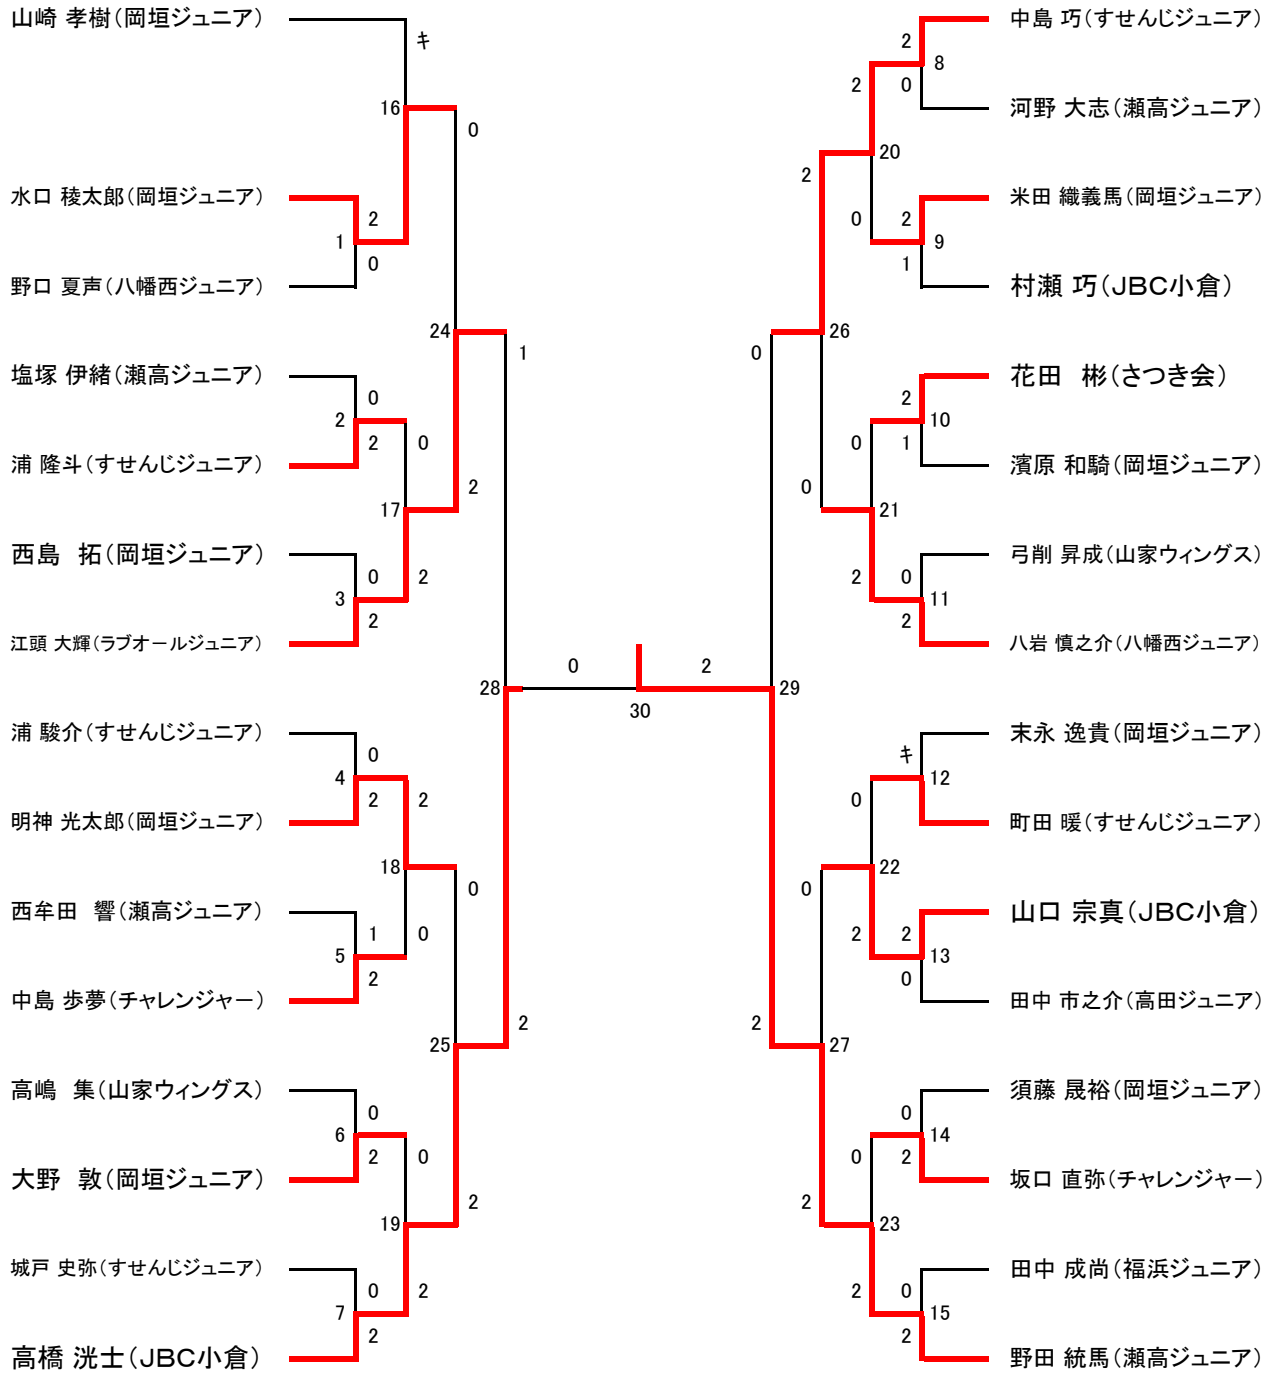 山崎 孝樹(岡垣ジュニア)
キ
16
0
水口 稜太郎(岡垣ジュニア)
2
1
0
野口 夏声(八幡西ジュニア)
24
1
塩塚 伊緒(瀬高ジュニア)
0
2
2
0
浦 隆斗(すせんじジュニア)
2
17
西島　拓(岡垣ジュニア)
0
2
3
2
江頭 大輝(ラブオールジュニア)
28
浦 駿介(すせんじジュニア)
0
4
2
2
明神 光太郎(岡垣ジュニア)
18
0
西牟田　響(瀬高ジュニア)
1
0
5
2
中島 歩夢(チャレンジャー)
2
25
高嶋　集(山家ウィングス)
0
6
2
0
大野　敦(岡垣ジュニア)
2
19
城戸 史弥(すせんじジュニア)
0
2
7
2
高橋 洸士(JBC小倉)
0
2
30
中島 巧(すせんじジュニア)
2
8
2
0
河野 大志(瀬高ジュニア)
20
2
米田 織義馬(岡垣ジュニア)
0
2
9
1
村瀬 巧(JBC小倉)
26
0
花田　彬(さつき会)
2
10
0
1
濱原 和騎(岡垣ジュニア)
0
21
弓削 昇成(山家ウィングス)
2
0
11
2
八岩 慎之介(八幡西ジュニア)
29
末永 逸貴(岡垣ジュニア)
キ
12
0
町田 暖(すせんじジュニア)
22
0
山口 宗真(JBC小倉)
2
2
13
0
田中 市之介(高田ジュニア)
2
27
須藤 晟裕(岡垣ジュニア)
0
14
0
2
坂口 直弥(チャレンジャー)
2
23
田中 成尚(福浜ジュニア)
2
0
15
2
野田 統馬(瀬高ジュニア)